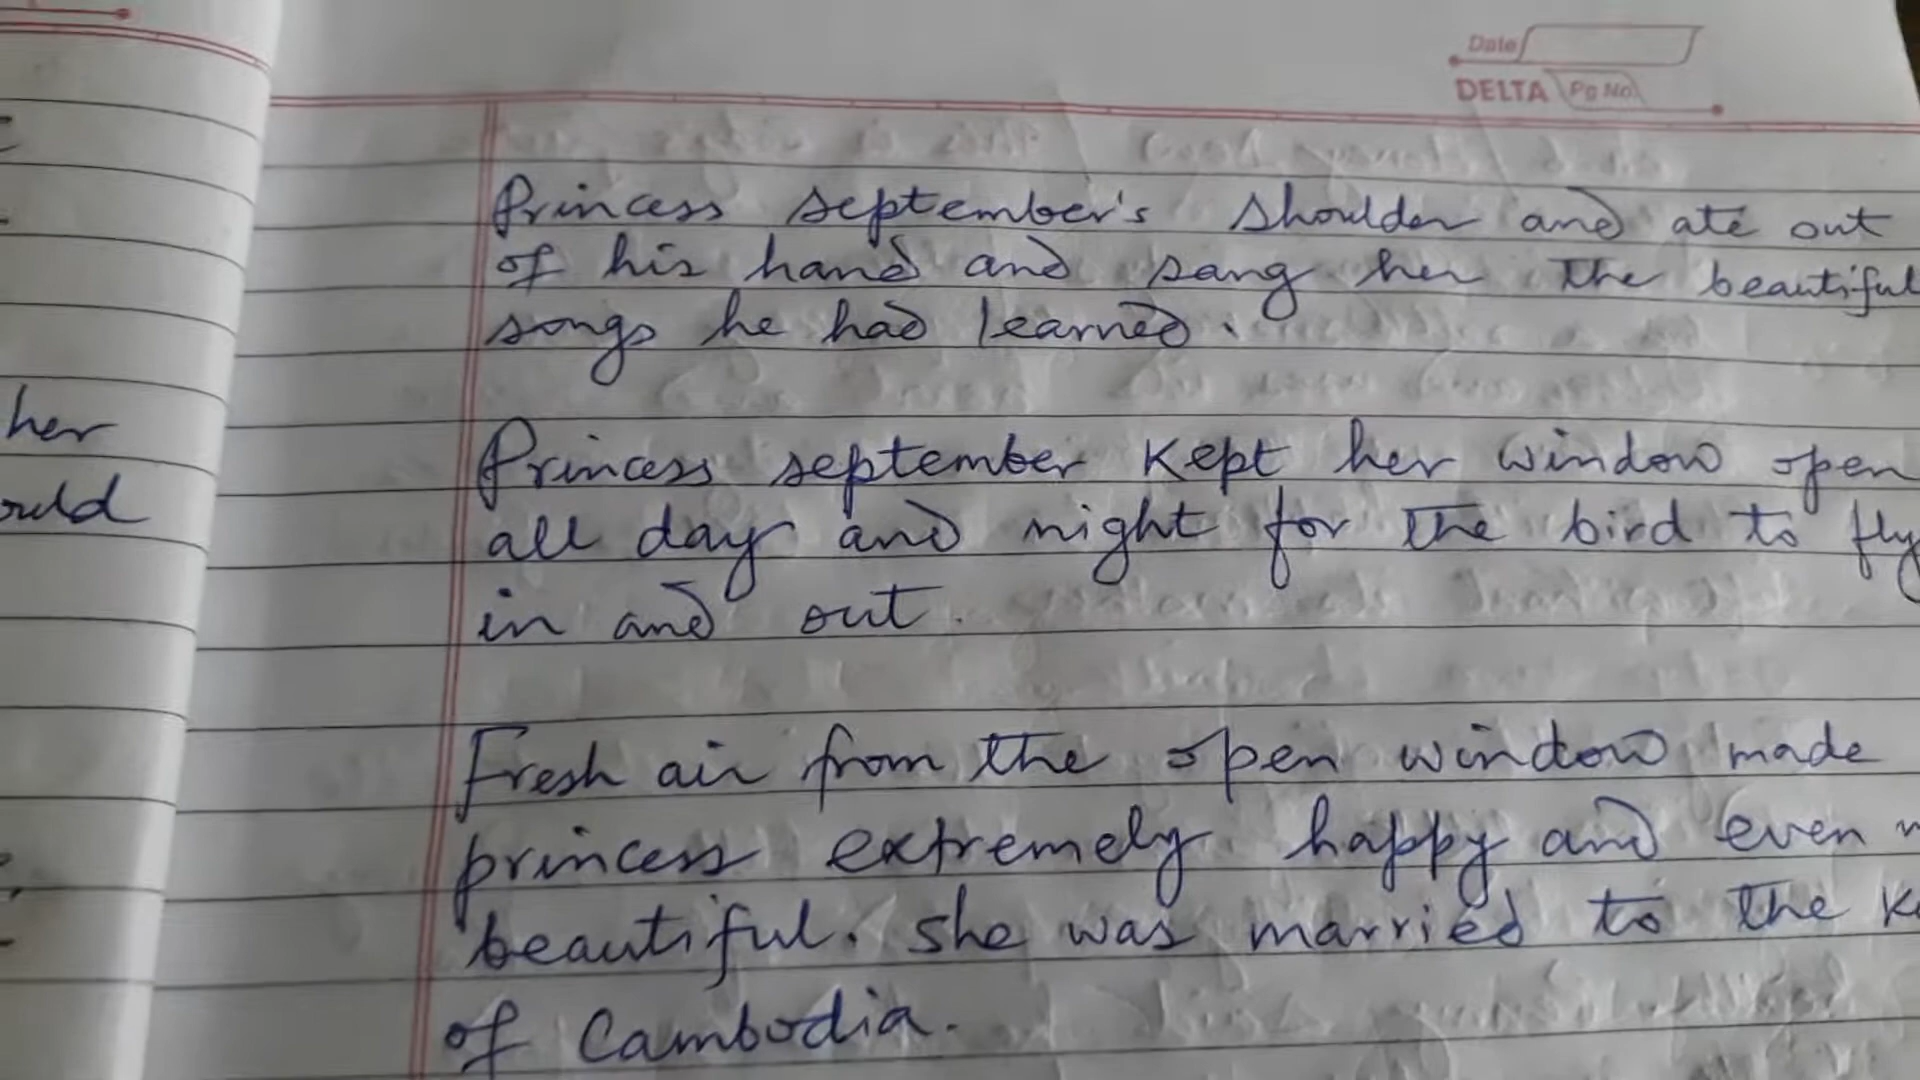 Date
DELTA Pg No.
Princess september's shoulder and ate out
of his hand and sang her the beautiful
songs he had learned.
Princess september kept her window open
all day and night for the bird to fly
in and out.
Fresh air from the open window made
princess extremely happy and even
beautiful. she was married to the
of Cambodia.
her